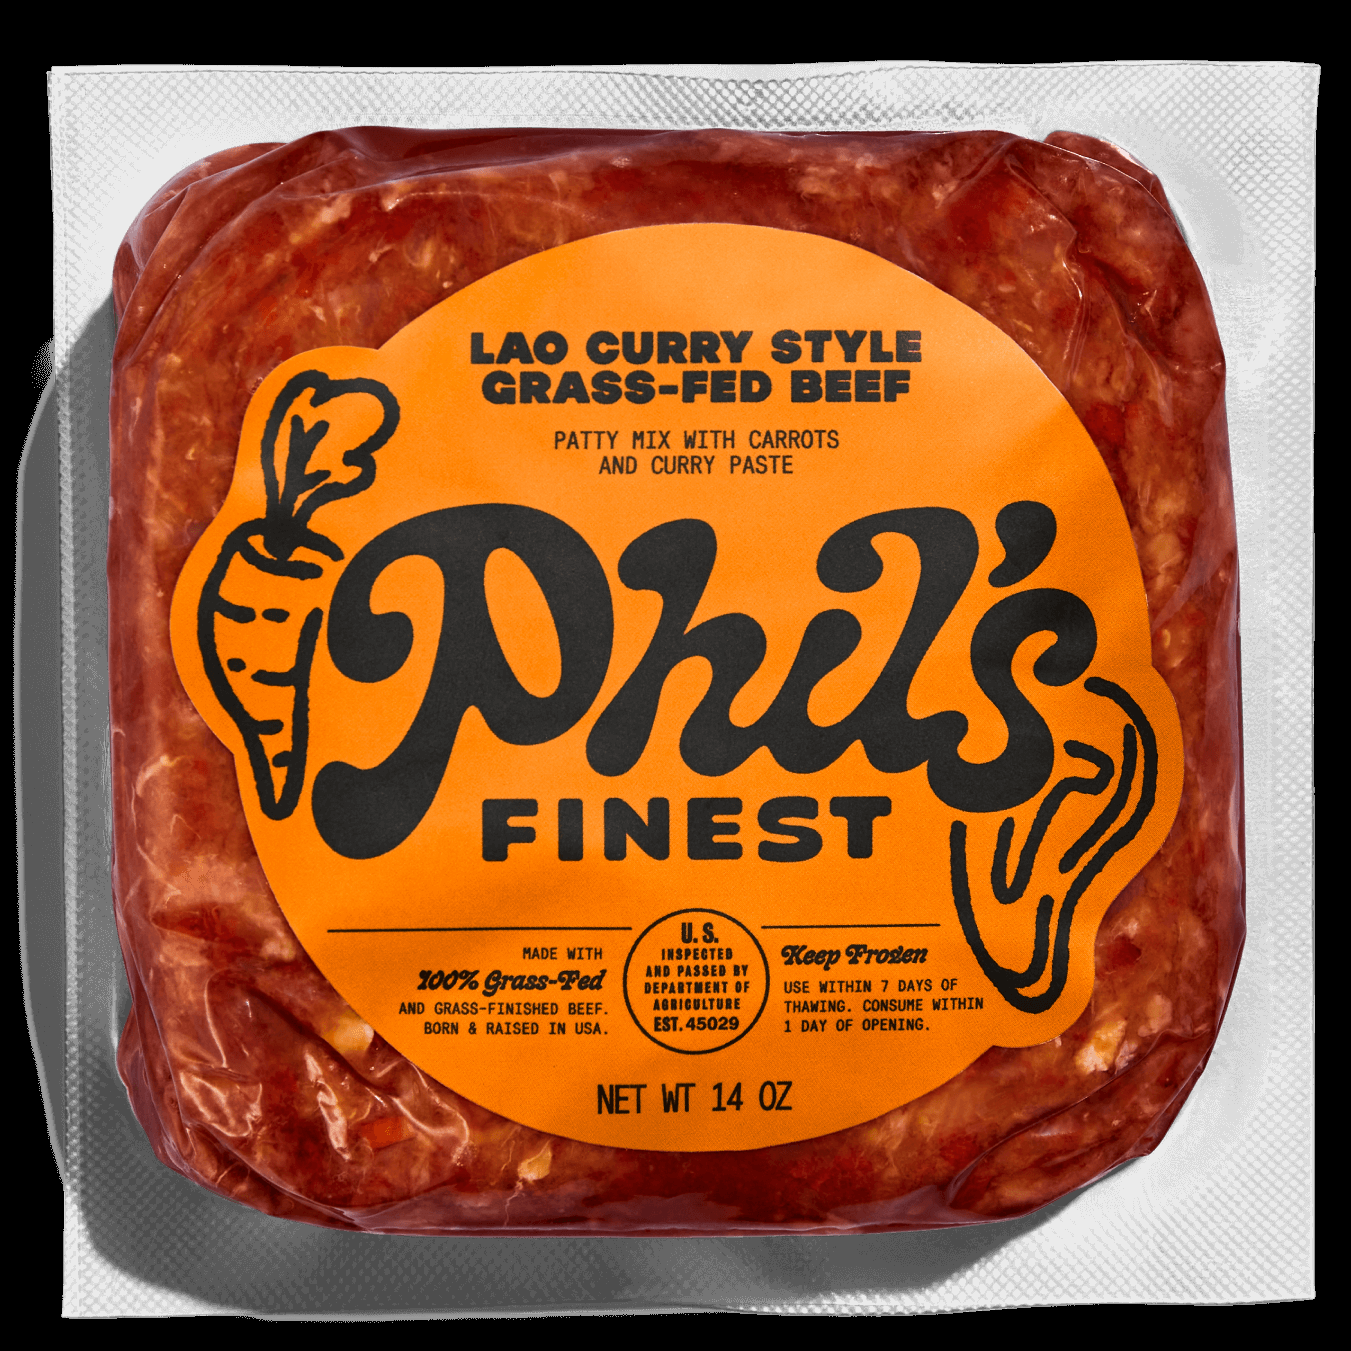 LAO CURRY STYLE
GRASS-FED BEEF
PATTY MIX WITH CARROTS
AND CURRY PASTE
Phil's
FINEST
MADE WITH
100% Grass-Fed
AND GRASS-FINISHED BEEF.
BORN & RAISED IN USA.
U.S.
INSPECTED
AND PASSED BY
DEPARTMENT OF
AGRICULTURE
EST. 45029
Keep Frozen
USE WITHIN 7 DAYS OF
THAWING. CONSUME WITHIN
1 DAY OF OPENING.
NET WT 14 OZ